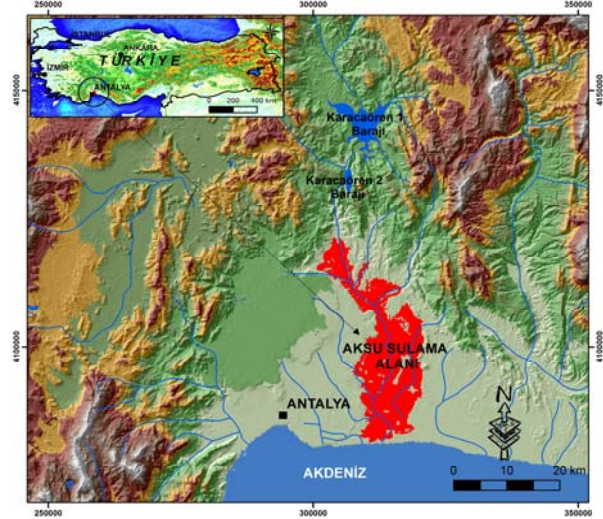 250000 300000 350000
İSTANBUL
ANKARA
TÜRKİYE
İZMİR
ANTALYA
0 200 400 km
4150000 4150000
Karacaören 1
Barajı
Karacaören 2
Barajı
4100000 4100000
AKSU SULAMA
ALANI
ANTALYA
N
AKDENİZ
0 10 20 km
250000 300000 350000